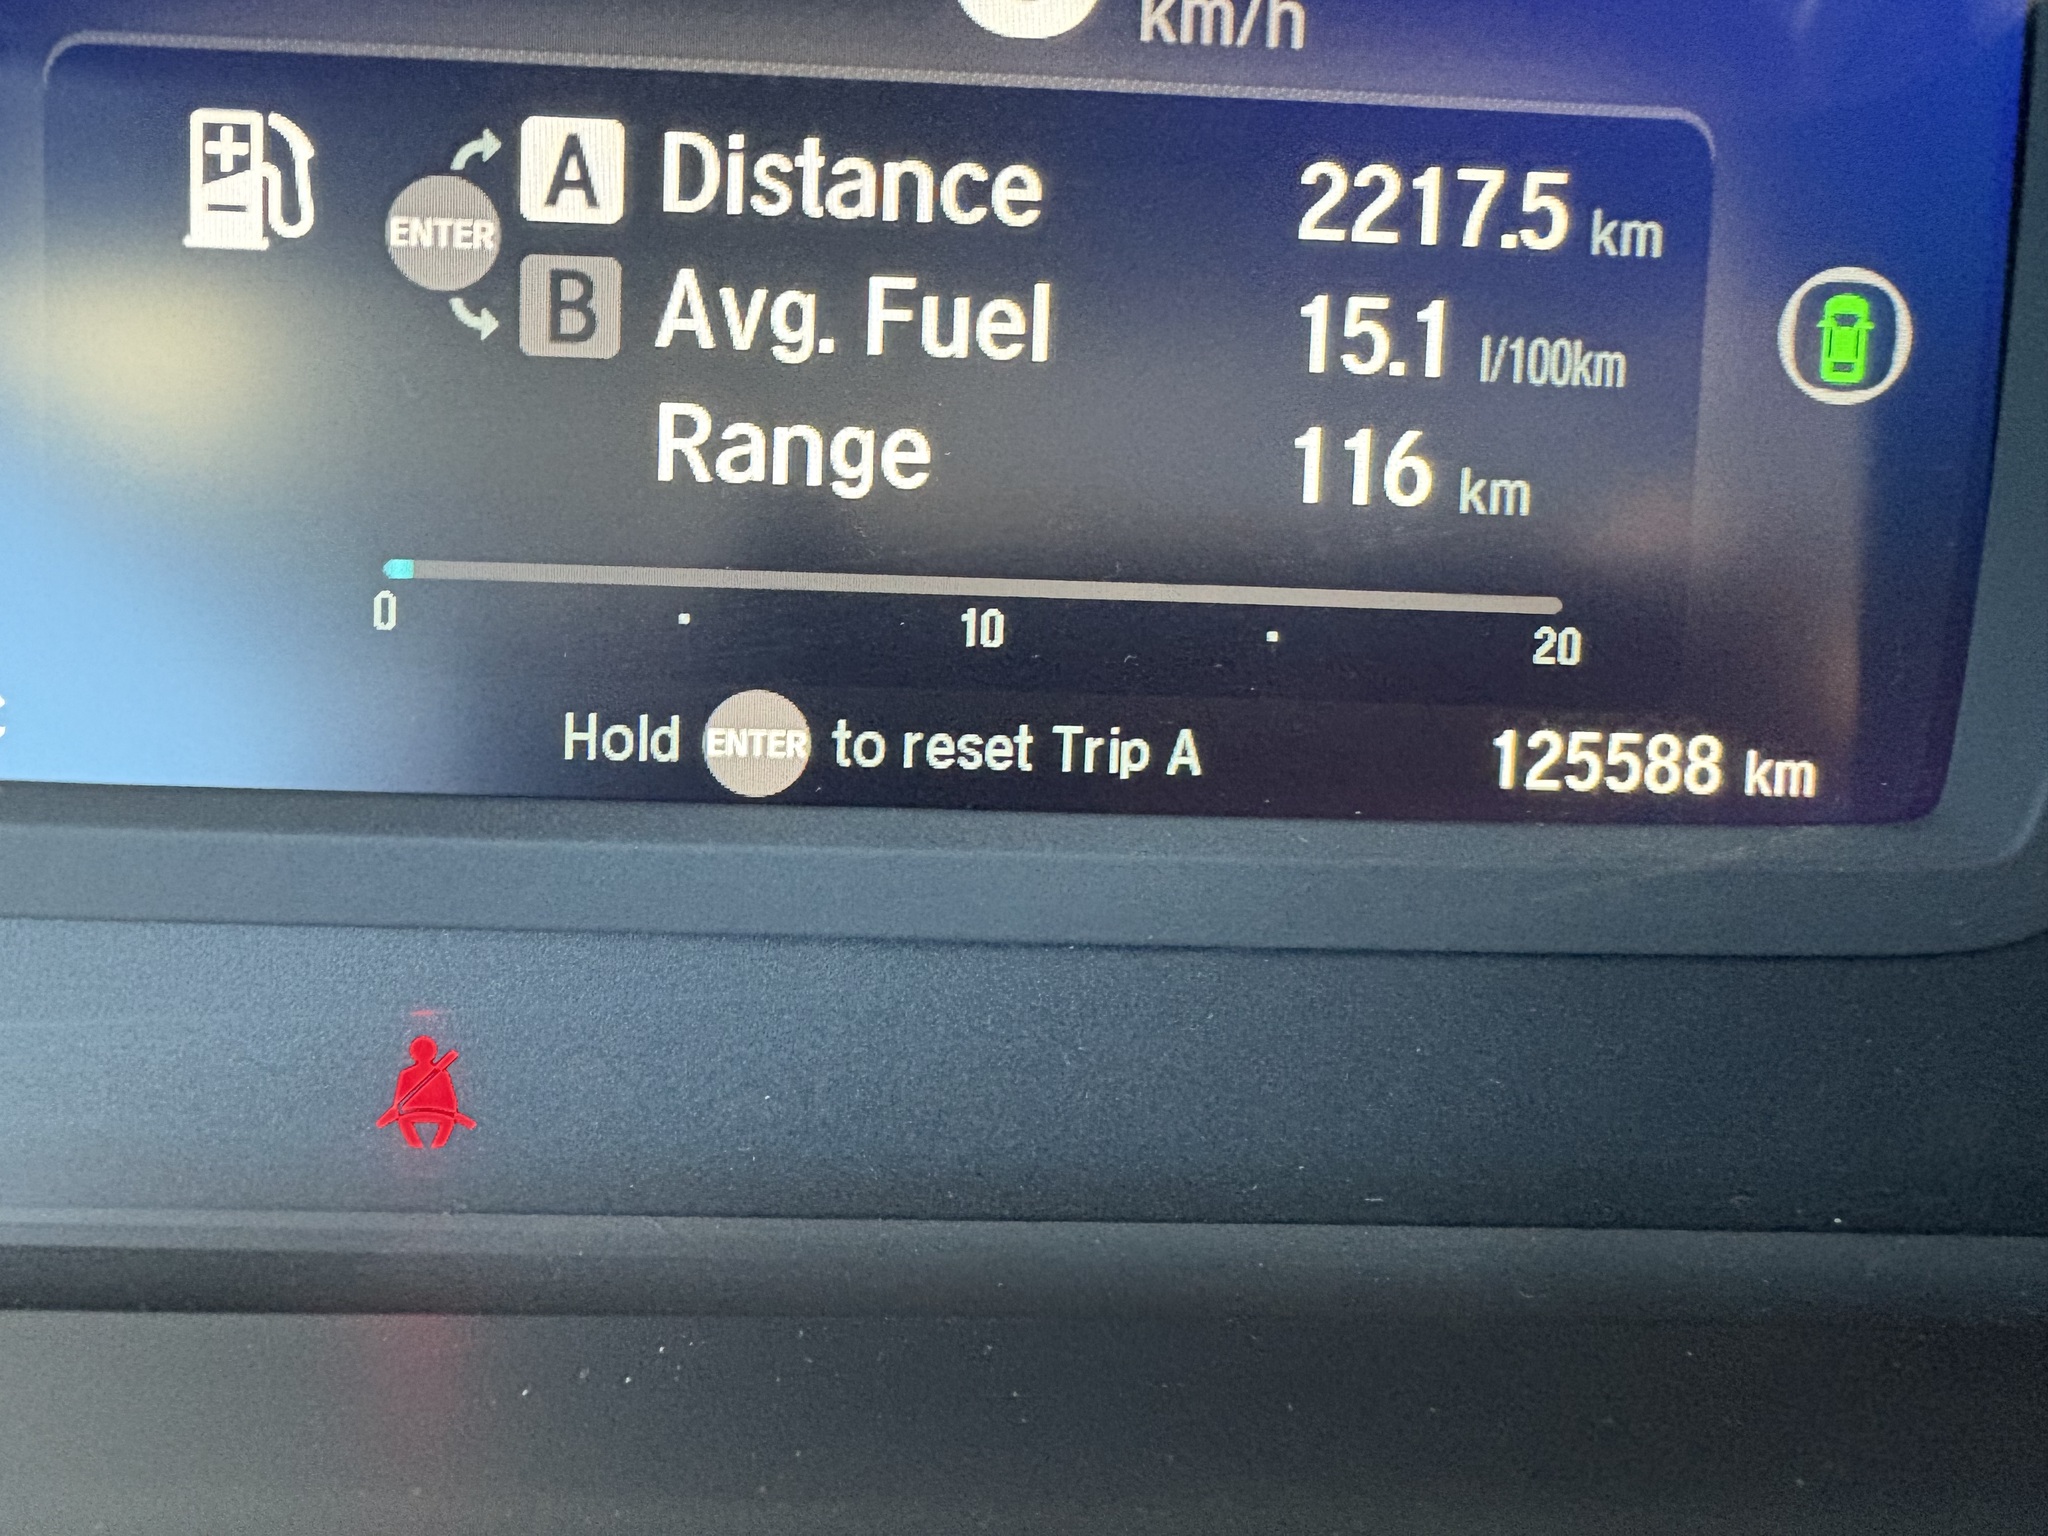 km/h
A Distance 2217.5 km
ENTER
B Avg. Fuel 15.1 l/100km
Range 116 km
0 · 10 · 20
Hold ENTER to reset Trip A 125588 km